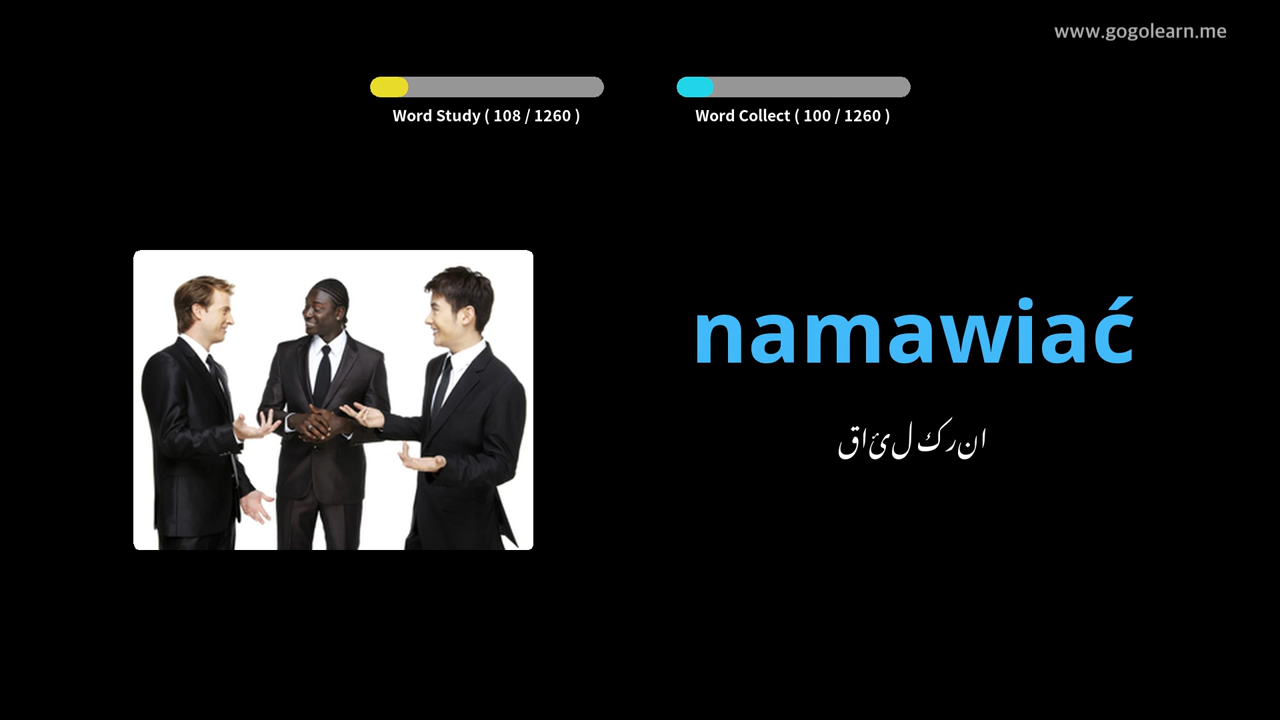 www.gogolearn.me
Word Study ( 108 / 1260 )
Word Collect ( 100 / 1260 )
namawiać
قائل کرنا